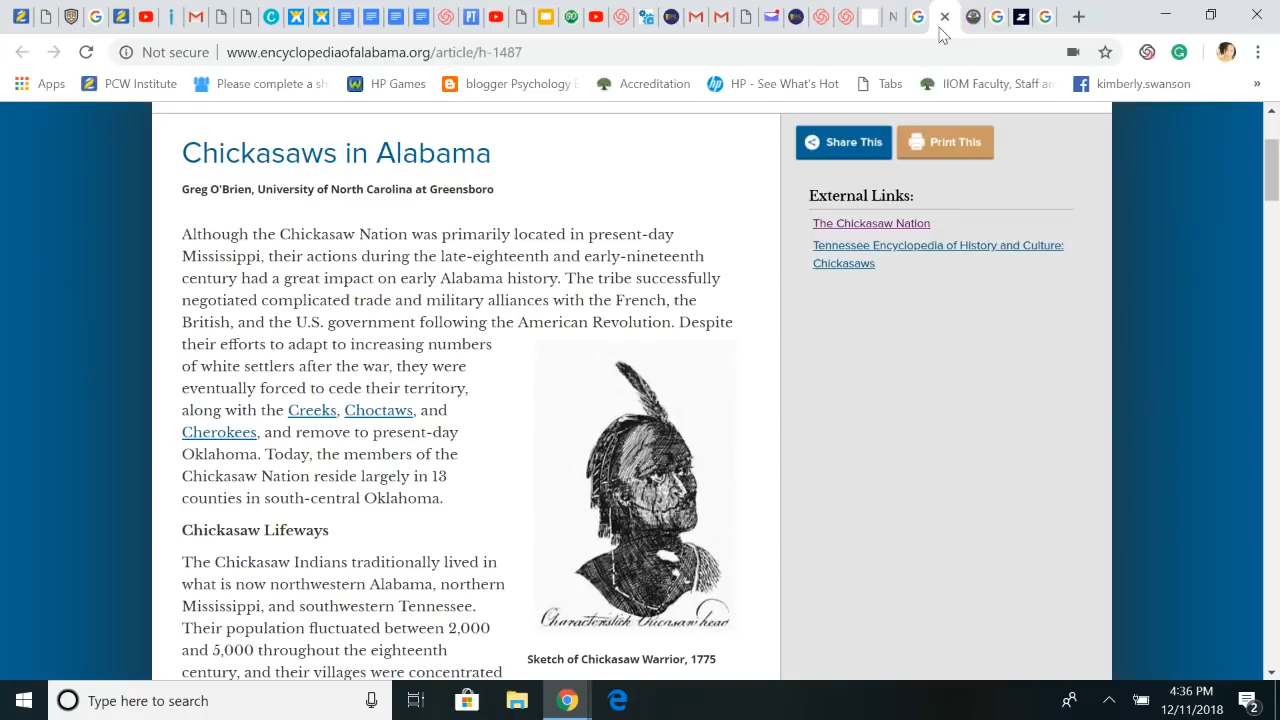 Not secure
www.encyclopediaofalabama.org/article/h-1487
Apps
PCW Institute
Please complete a sh
HP Games
blogger Psychology E
Accreditation
HP - See What's Hot
Tabs
IIOM Faculty, Staff an
kimberly.swanson
»
Chickasaws in Alabama
Greg O'Brien, University of North Carolina at Greensboro
Although the Chickasaw Nation was primarily located in present-day
Mississippi, their actions during the late-eighteenth and early-nineteenth
century had a great impact on early Alabama history. The tribe successfully
negotiated complicated trade and military alliances with the French, the
British, and the U.S. government following the American Revolution. Despite
their efforts to adapt to increasing numbers
of white settlers after the war, they were
eventually forced to cede their territory,
along with the Creeks, Choctaws, and
Cherokees, and remove to present-day
Oklahoma. Today, the members of the
Chickasaw Nation reside largely in 13
counties in south-central Oklahoma.
Chickasaw Lifeways
The Chickasaw Indians traditionally lived in
what is now northwestern Alabama, northern
Mississippi, and southwestern Tennessee.
Their population fluctuated between 2,000
and 5,000 throughout the eighteenth
century, and their villages were concentrated
Characteristick Chicasaw head
Sketch of Chickasaw Warrior, 1775
Share This
Print This
External Links:
The Chickasaw Nation
Tennessee Encyclopedia of History and Culture:
Chickasaws
Type here to search
4:36 PM
12/11/2018
2